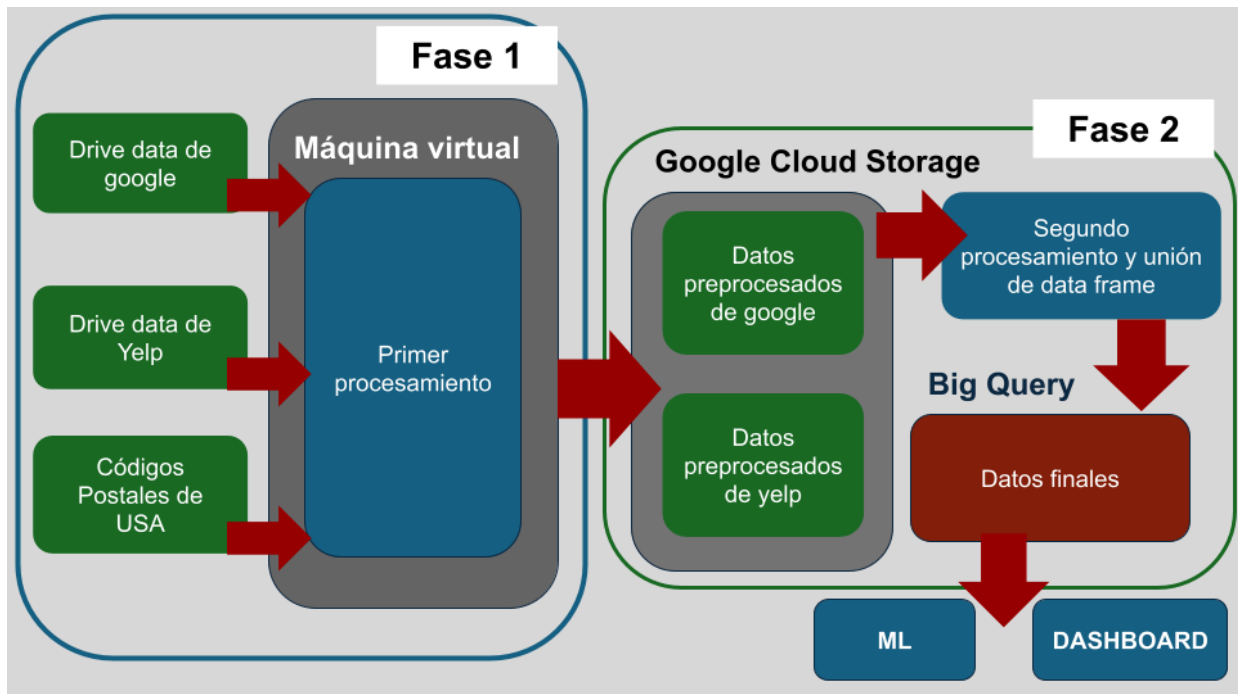 Fase 1
Drive data de
google
Drive data de
Yelp
Códigos
Postales de
USA
Máquina virtual
Primer
procesamiento
Fase 2
Google Cloud Storage
Datos
preprocesados
de google
Datos
preprocesados
de yelp
Segundo
procesamiento y unión
de data frame
Big Query
Datos finales
ML
DASHBOARD